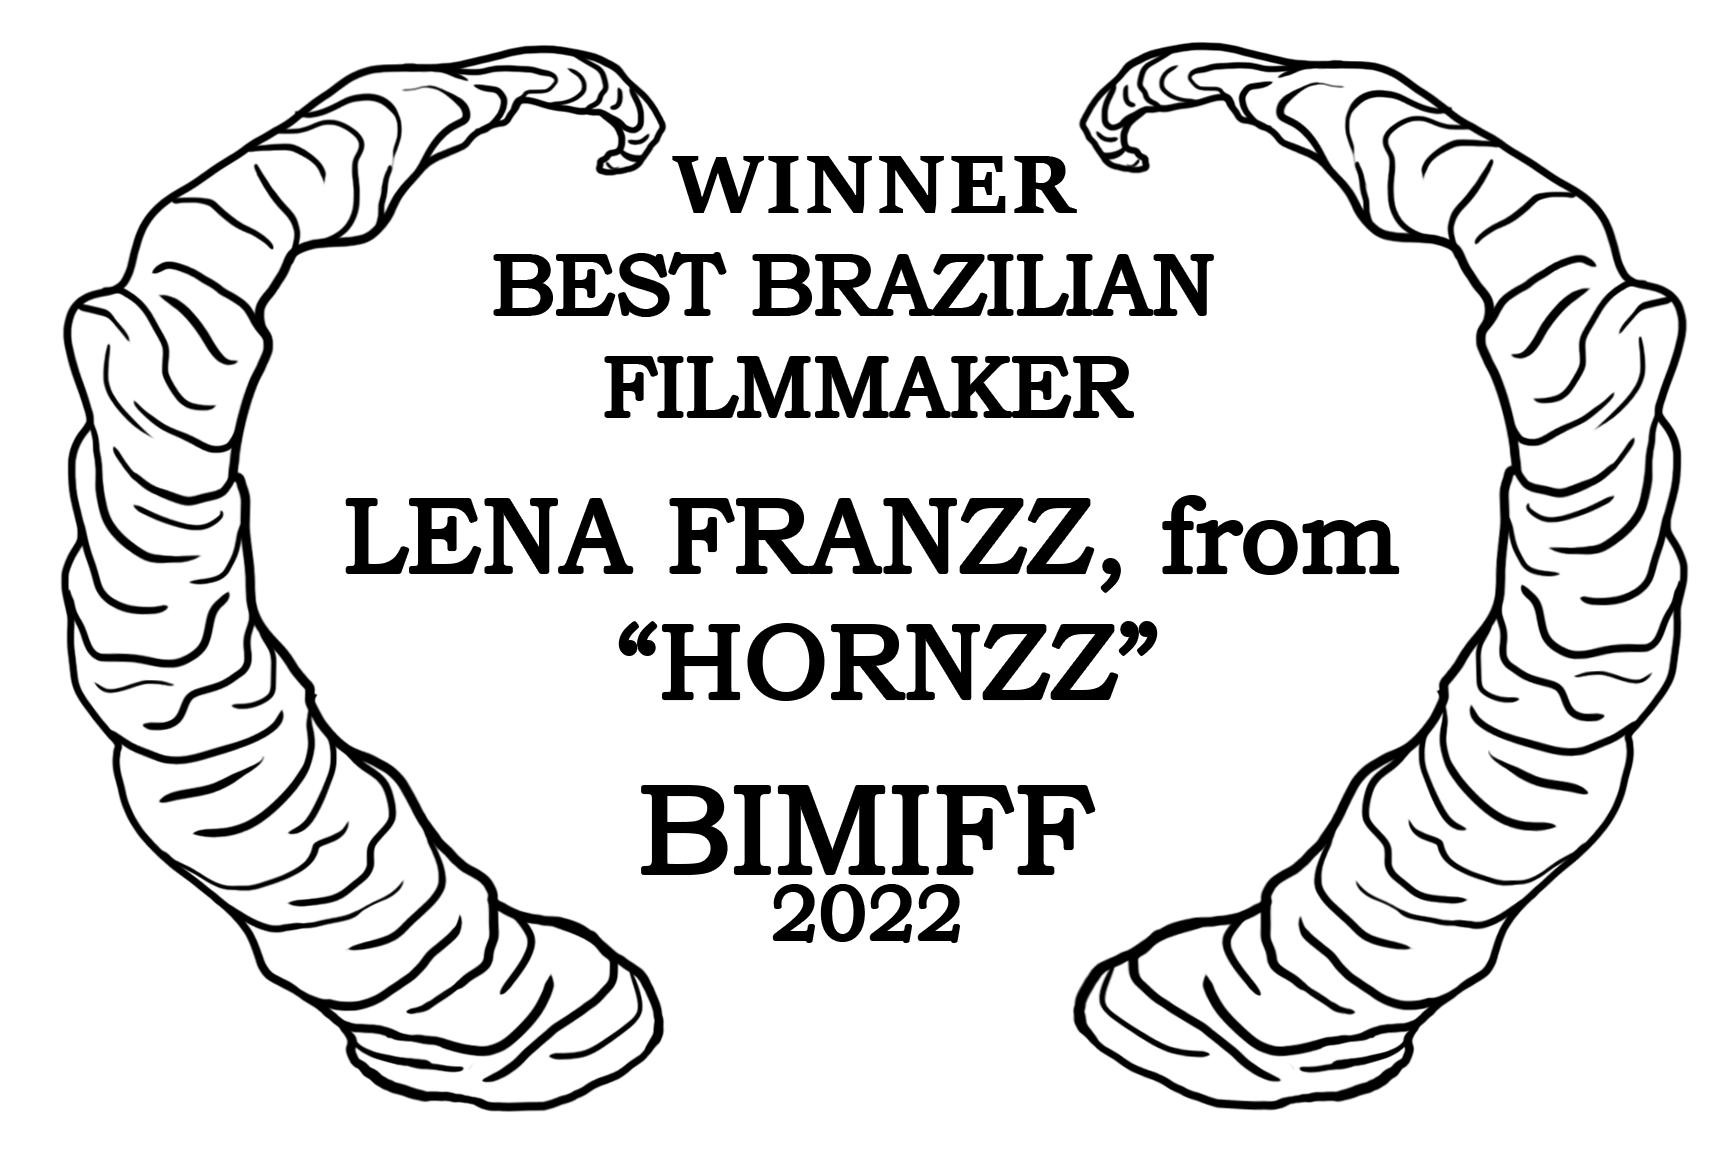 WINNER
BEST BRAZILIAN
FILMMAKER
LENA FRANZZ, from
“HORNZZ”
BIMIFF
2022